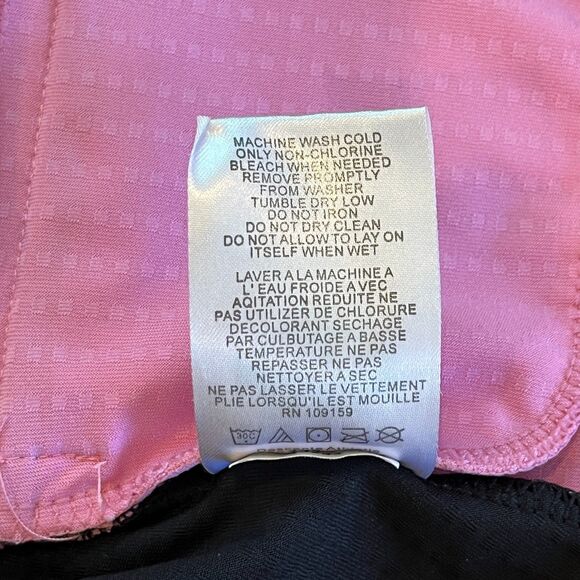 MACHINE WASH COLD
ONLY NON-CHLORINE
BLEACH WHEN NEEDED
REMOVE PROMPTLY
FROM WASHER
TUMBLE DRY LOW
DO NOT IRON
DO NOT DRY CLEAN
DO NOT ALLOW TO LAY ON
ITSELF WHEN WET
LAVER A LA MACHINE A
L' EAU FROIDE A VEC
AQITATION REDUITE NE
PAS UTILIZER DE CHLORURE
DECOLORANT SECHAGE
PAR CULBUTAGE A BASSE
TEMPERATURE NE PAS
REPASSER NE PAS
NETTOYER A SEC
NE PAS LASSER LE VETTEMENT
PLIE LORSQU'IL EST MOUILLE
RN 109159
30C